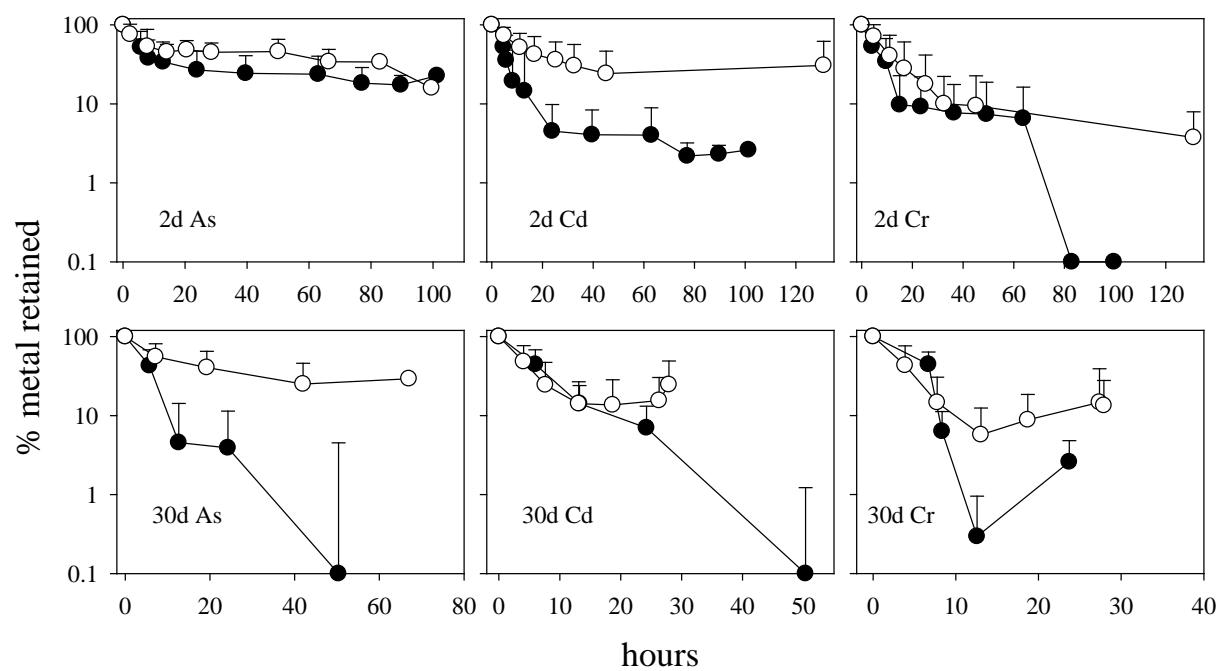 100
10
1
0.1
2d As
2d Cd
2d Cr
0 20 40 60 80 100
0 20 40 60 80 100 120
0 20 40 60 80 100 120
% metal retained
100
10
1
0.1
30d As
30d Cd
30d Cr
0 20 40 60 80
0 10 20 30 40 50
0 10 20 30 40
hours